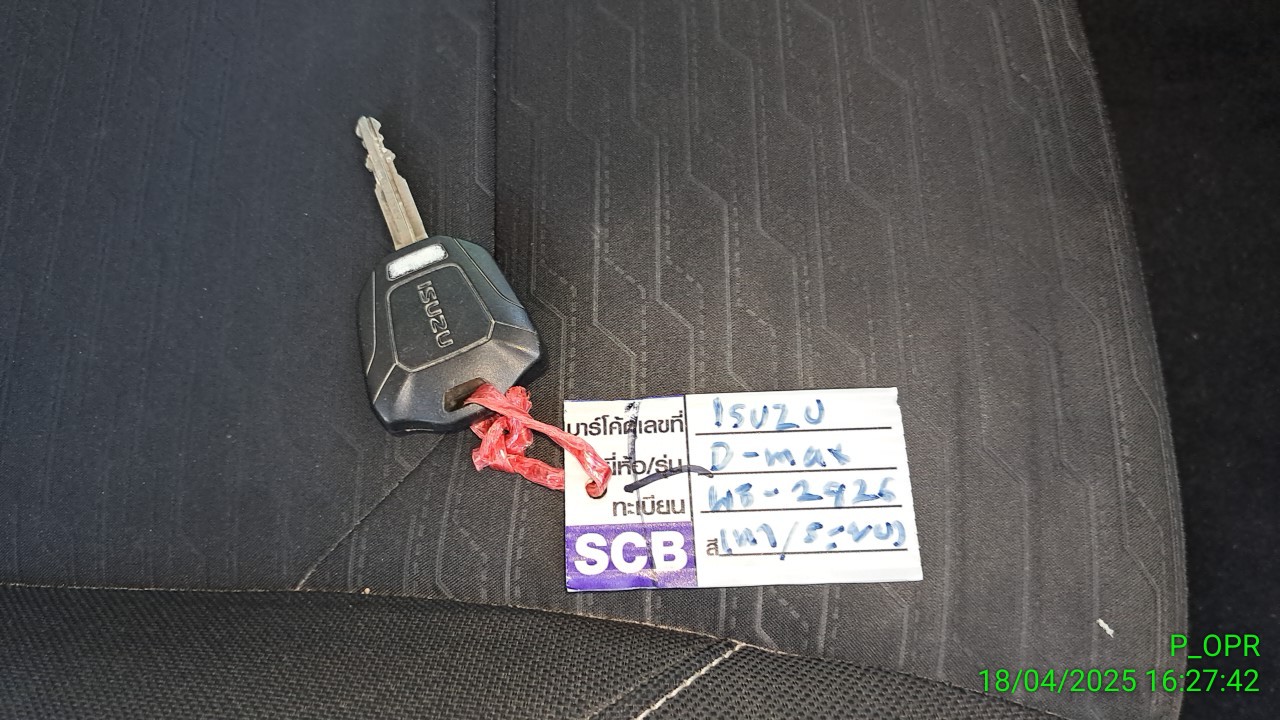 ISUZU
บาร์โค้ดเลขที่ ISUZU
ยี่ห้อ/รุ่น D-max
ทะเบียน
SCB
สี
P_OPR
18/04/2025 16:27:42